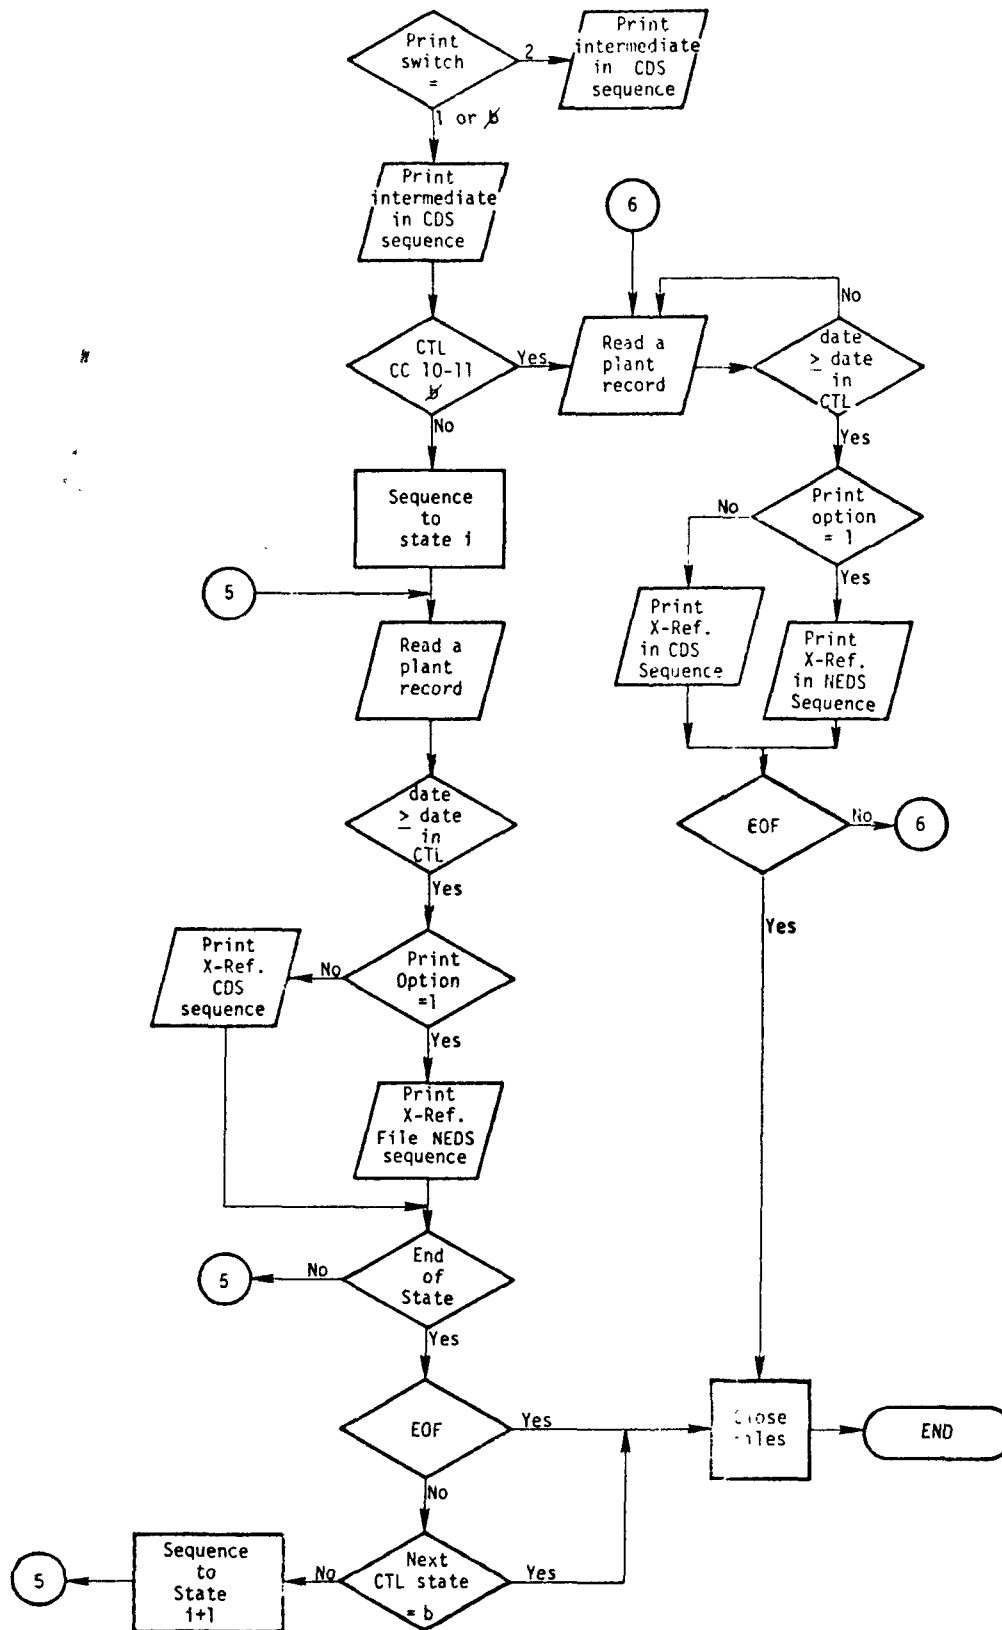 Print
switch
=
2
Print
intermediate
in CDS
sequence
1 or b̸
Print
intermediate
in CDS
sequence
6
CTL
CC 10-11
b̸
Yes
No
Read a
plant
record
No
date
≥ date
in
CTL
Yes
Sequence
to
state i
Print
option
= 1
No
Yes
5
Print
X-Ref.
in CDS
Sequence
Print
X-Ref.
in NEDS
Sequence
Read a
plant
record
date
≥ date
in
CTL
Yes
EOF
No
6
Yes
Print
X-Ref.
CDS
sequence
No
Print
Option
=1
Yes
Print
X-Ref.
File NEDS
sequence
5
No
End
of
State
Yes
EOF
Yes
No
Close
files
END
5
Sequence
to
State
i+1
No
Next
CTL state
= b
Yes